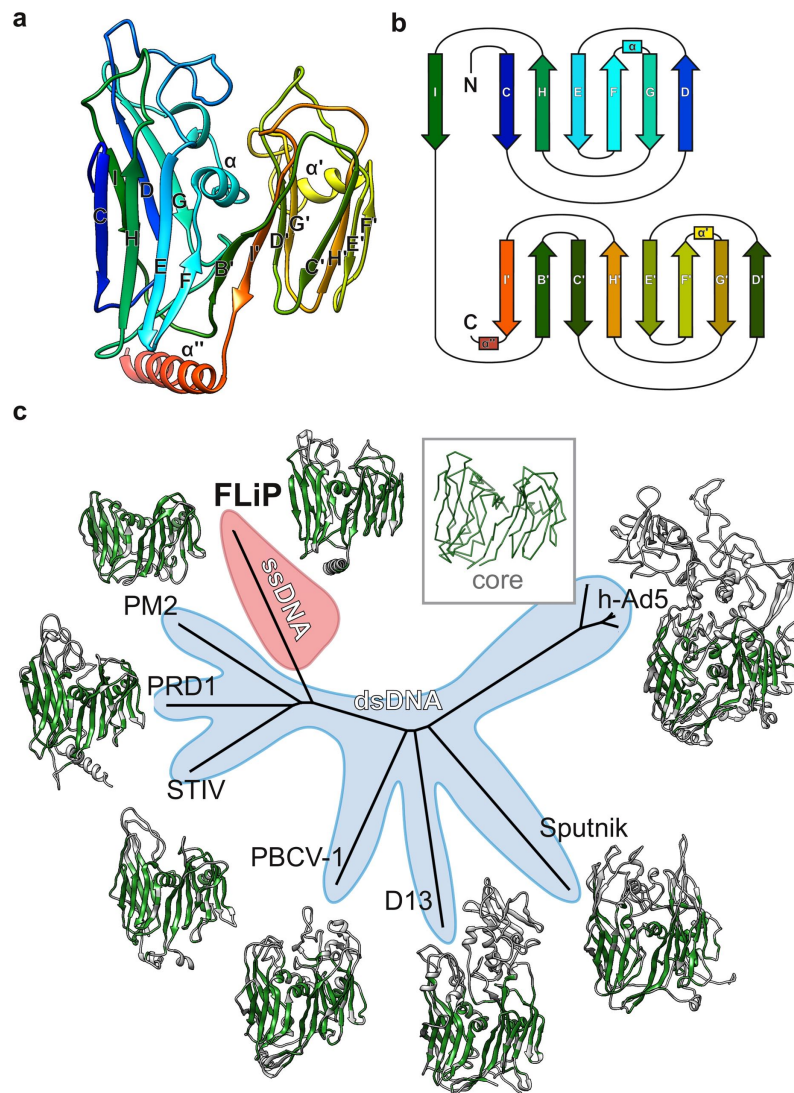 a
b
I
N
C
H
E
F
α
G
D
C
I
D
H
G
E
F
α
B'
I'
D'
G'
α'
C'
H'
E'
F'
α''
I'
B'
C'
H'
E'
F'
α'
G'
D'
C
α''
c
FLiP
ssDNA
core
PM2
h-Ad5
PRD1
dsDNA
STIV
PBCV-1
D13
Sputnik